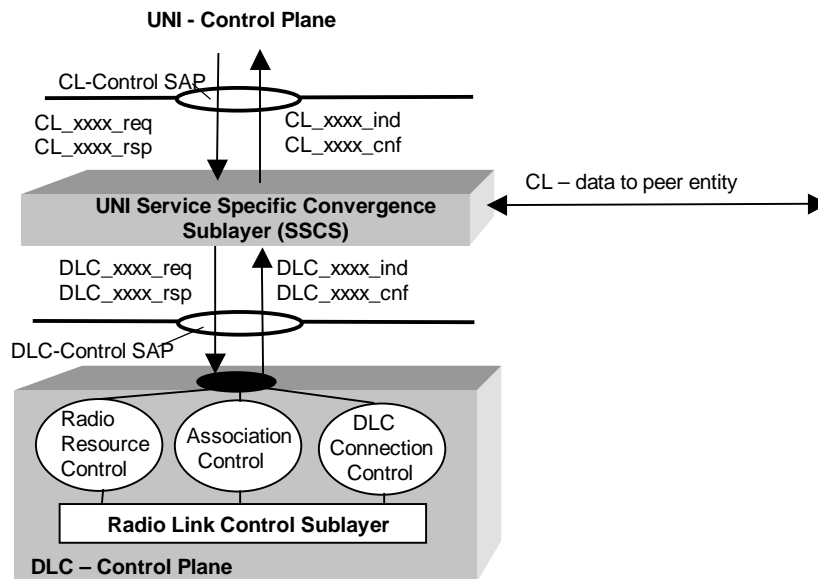 UNI - Control Plane
CL-Control SAP
CL_xxxx_req
CL_xxxx_rsp
CL_xxxx_ind
CL_xxxx_cnf
CL – data to peer entity
UNI Service Specific Convergence
Sublayer (SSCS)
DLC_xxxx_req
DLC_xxxx_rsp
DLC_xxxx_ind
DLC_xxxx_cnf
DLC-Control SAP
Radio
Resource
Control
Association
Control
DLC
Connection
Control
Radio Link Control Sublayer
DLC – Control Plane